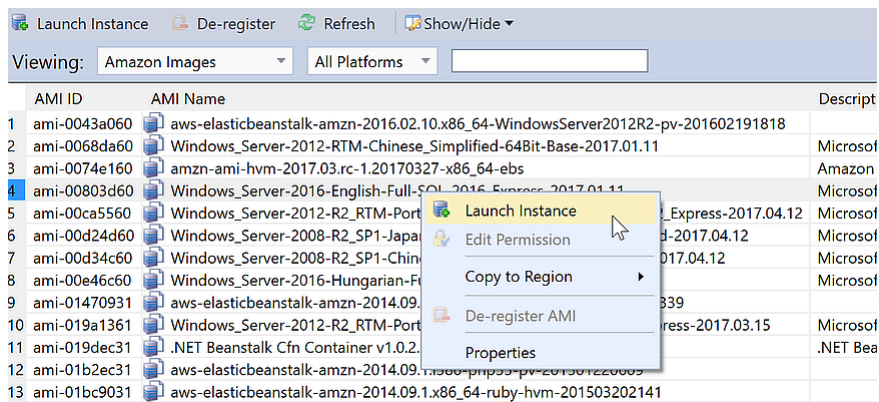 Launch Instance De-register Refresh Show/Hide
Viewing: Amazon Images All Platforms
AMI ID AMI Name Descript
1 ami-0043a060 aws-elasticbeanstalk-amzn-2016.02.10.x86_64-WindowsServer2012R2-pv-201602191818
2 ami-0068da60 Windows_Server-2012-RTM-Chinese_Simplified-64Bit-Base-2017.01.11 Microsof
3 ami-0074e160 amzn-ami-hvm-2017.03.rc-1.20170327-x86_64-ebs Amazon
4 ami-00803d60 Windows_Server-2016-English-Full-SQL_2016_Express-2017.01.11 Microsof
Launch Instance
5 ami-00ca5560 Windows_Server-2012-R2_RTM-Port 2_Express-2017.04.12 Microsof
6 ami-00d24d60 Windows_Server-2008-R2_SP1-Japa d-2017.04.12 Microsof
Edit Permission
7 ami-00d34c60 Windows_Server-2008-R2_SP1-Chin 017.04.12 Microsof
8 ami-00e46c60 Windows_Server-2016-Hungarian-Fu Microsof
Copy to Region
9 ami-01470931 aws-elasticbeanstalk-amzn-2014.09. 339
De-register AMI
10 ami-019a1361 Windows_Server-2012-R2_RTM-Port ress-2017.03.15 Microsof
11 ami-019dec31 .NET Beanstalk Cfn Container v1.0.2. .NET Bea
Properties
12 ami-01b2ec31 aws-elasticbeanstalk-amzn-2014.09.1.i386-php55-pv-201501220609
13 ami-01bc9031 aws-elasticbeanstalk-amzn-2014.09.1.x86_64-ruby-hvm-201503202141